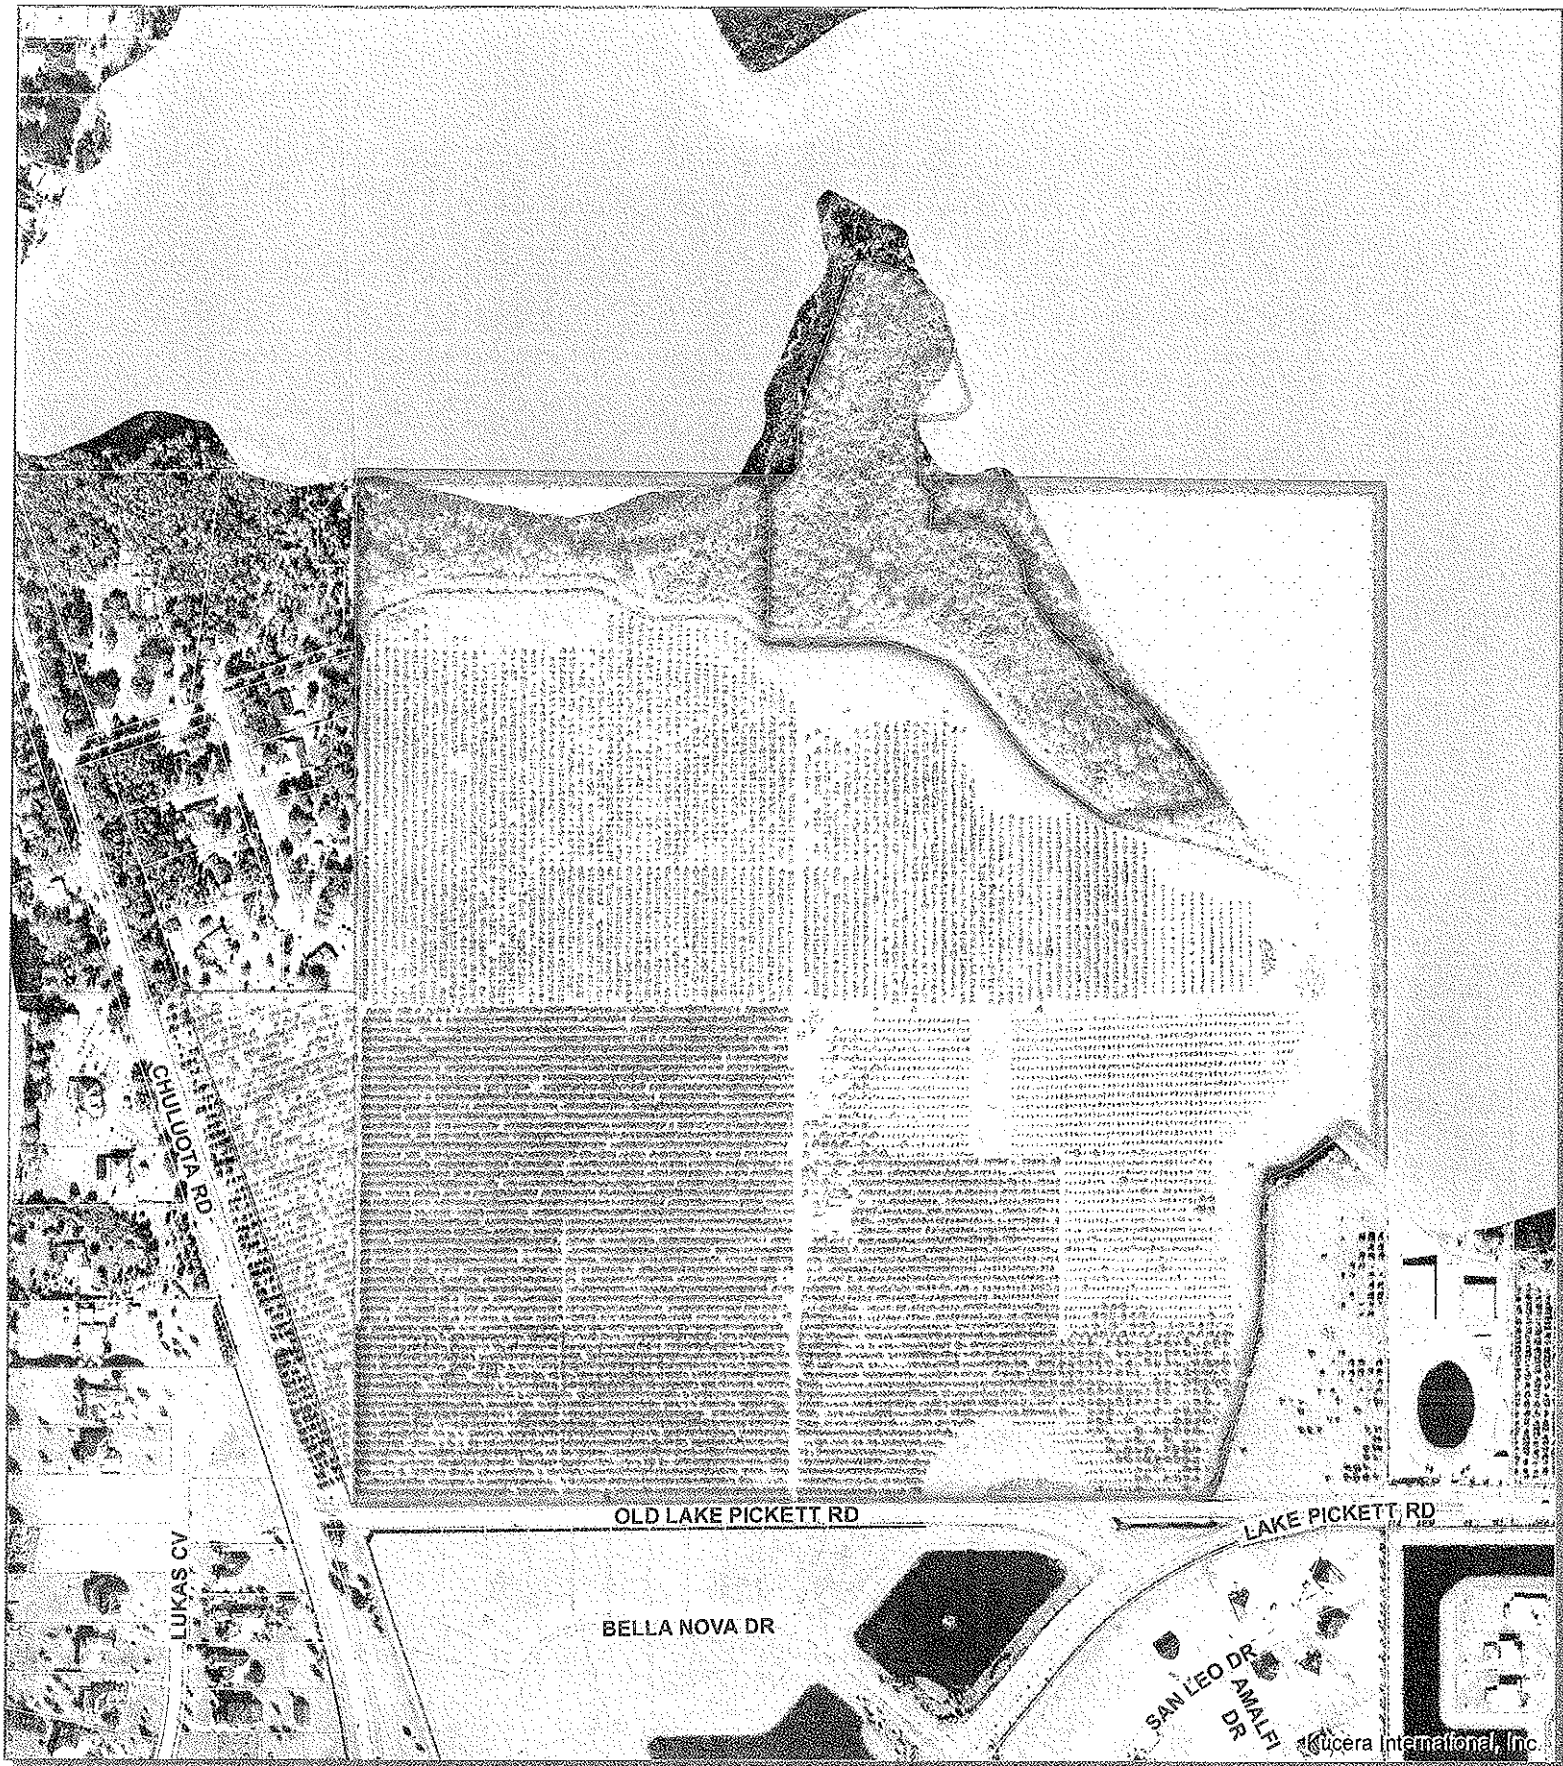 CHULUOTA RD
OLD LAKE PICKETT RD
LAKE PICKETT RD
LUKAS CV
BELLA NOVA DR
SAN LEO DR
AMALFI
DR
Kucera International, Inc.